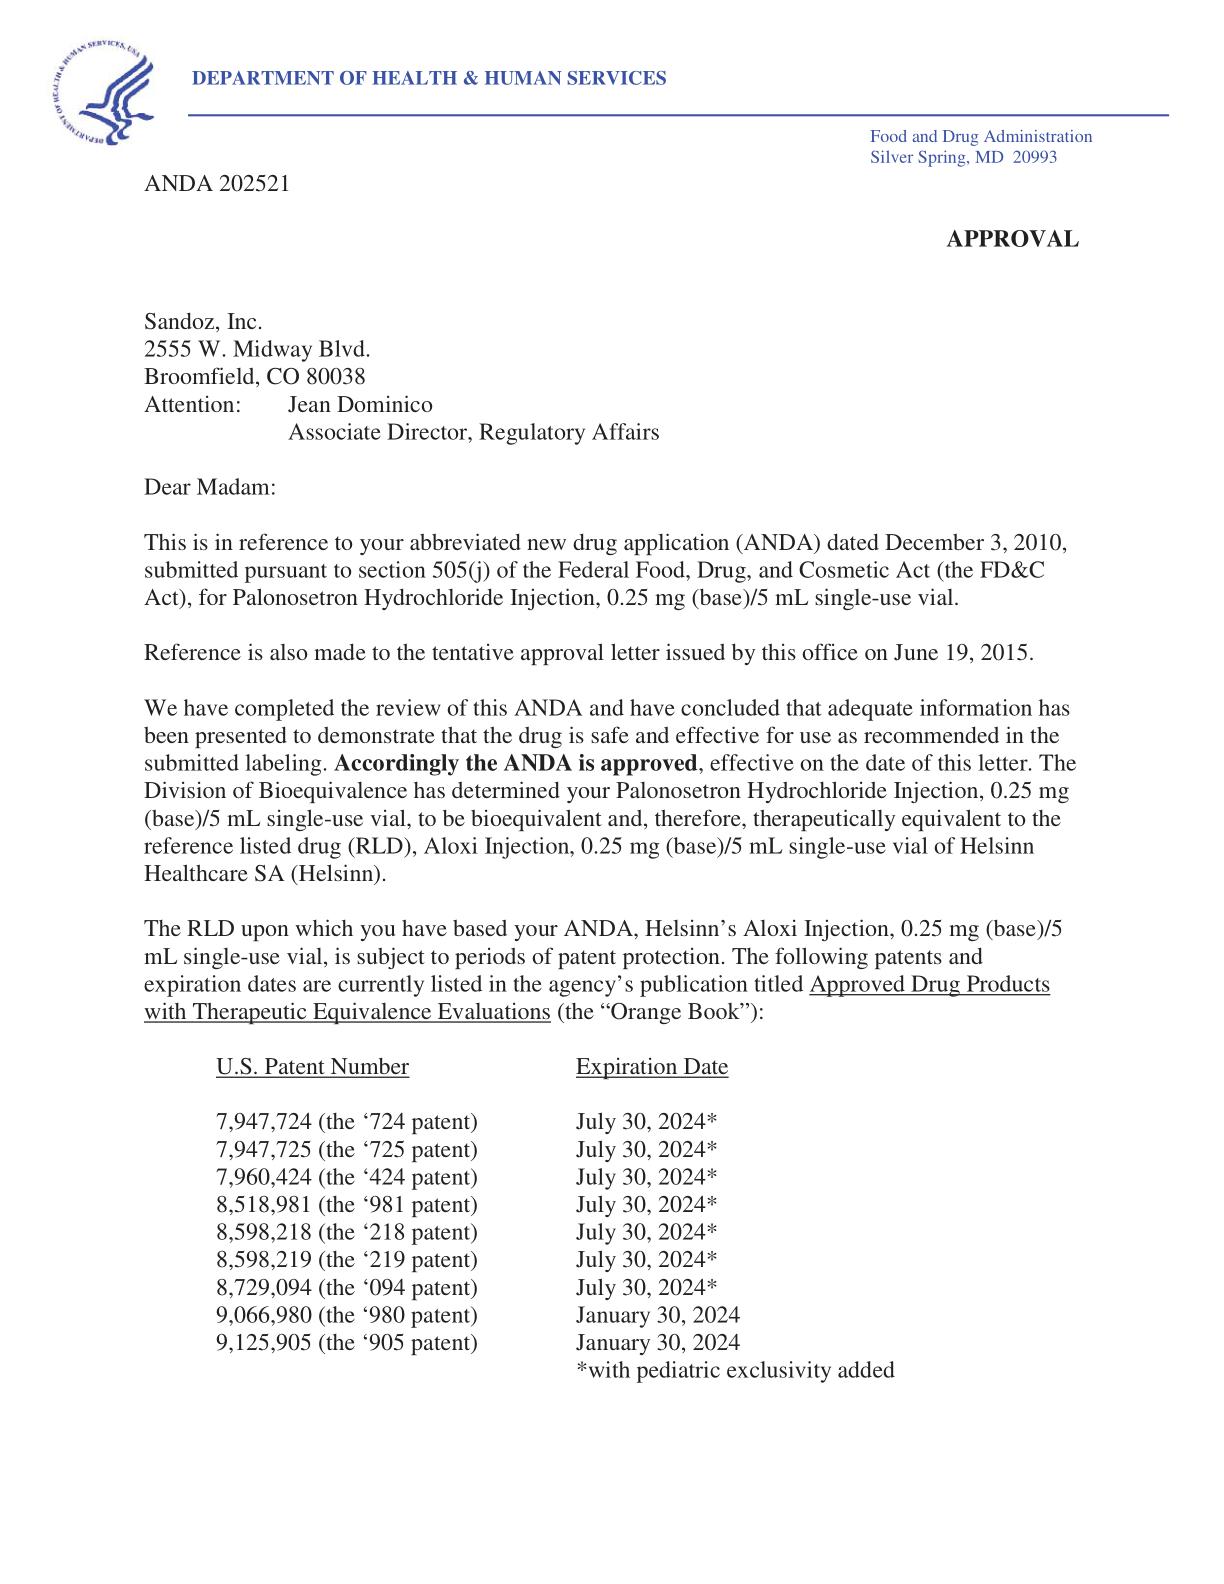 DEPARTMENT OF HEALTH & HUMAN SERVICES
DEPARTMENT OF HEALTH & HUMAN SERVICES, USA
Food and Drug Administration
Silver Spring, MD 20993
ANDA 202521
APPROVAL
Sandoz, Inc.
2555 W. Midway Blvd.
Broomfield, CO 80038
Attention: Jean Dominico
Associate Director, Regulatory Affairs
Dear Madam:
This is in reference to your abbreviated new drug application (ANDA) dated December 3, 2010,
submitted pursuant to section 505(j) of the Federal Food, Drug, and Cosmetic Act (the FD&C
Act), for Palonosetron Hydrochloride Injection, 0.25 mg (base)/5 mL single-use vial.
Reference is also made to the tentative approval letter issued by this office on June 19, 2015.
We have completed the review of this ANDA and have concluded that adequate information has
been presented to demonstrate that the drug is safe and effective for use as recommended in the
submitted labeling. Accordingly the ANDA is approved, effective on the date of this letter. The
Division of Bioequivalence has determined your Palonosetron Hydrochloride Injection, 0.25 mg
(base)/5 mL single-use vial, to be bioequivalent and, therefore, therapeutically equivalent to the
reference listed drug (RLD), Aloxi Injection, 0.25 mg (base)/5 mL single-use vial of Helsinn
Healthcare SA (Helsinn).
The RLD upon which you have based your ANDA, Helsinn’s Aloxi Injection, 0.25 mg (base)/5
mL single-use vial, is subject to periods of patent protection. The following patents and
expiration dates are currently listed in the agency’s publication titled Approved Drug Products
with Therapeutic Equivalence Evaluations (the “Orange Book”):
U.S. Patent Number Expiration Date
7,947,724 (the ‘724 patent) July 30, 2024*
7,947,725 (the ‘725 patent) July 30, 2024*
7,960,424 (the ‘424 patent) July 30, 2024*
8,518,981 (the ‘981 patent) July 30, 2024*
8,598,218 (the ‘218 patent) July 30, 2024*
8,598,219 (the ‘219 patent) July 30, 2024*
8,729,094 (the ‘094 patent) July 30, 2024*
9,066,980 (the ‘980 patent) January 30, 2024
9,125,905 (the ‘905 patent) January 30, 2024
*with pediatric exclusivity added